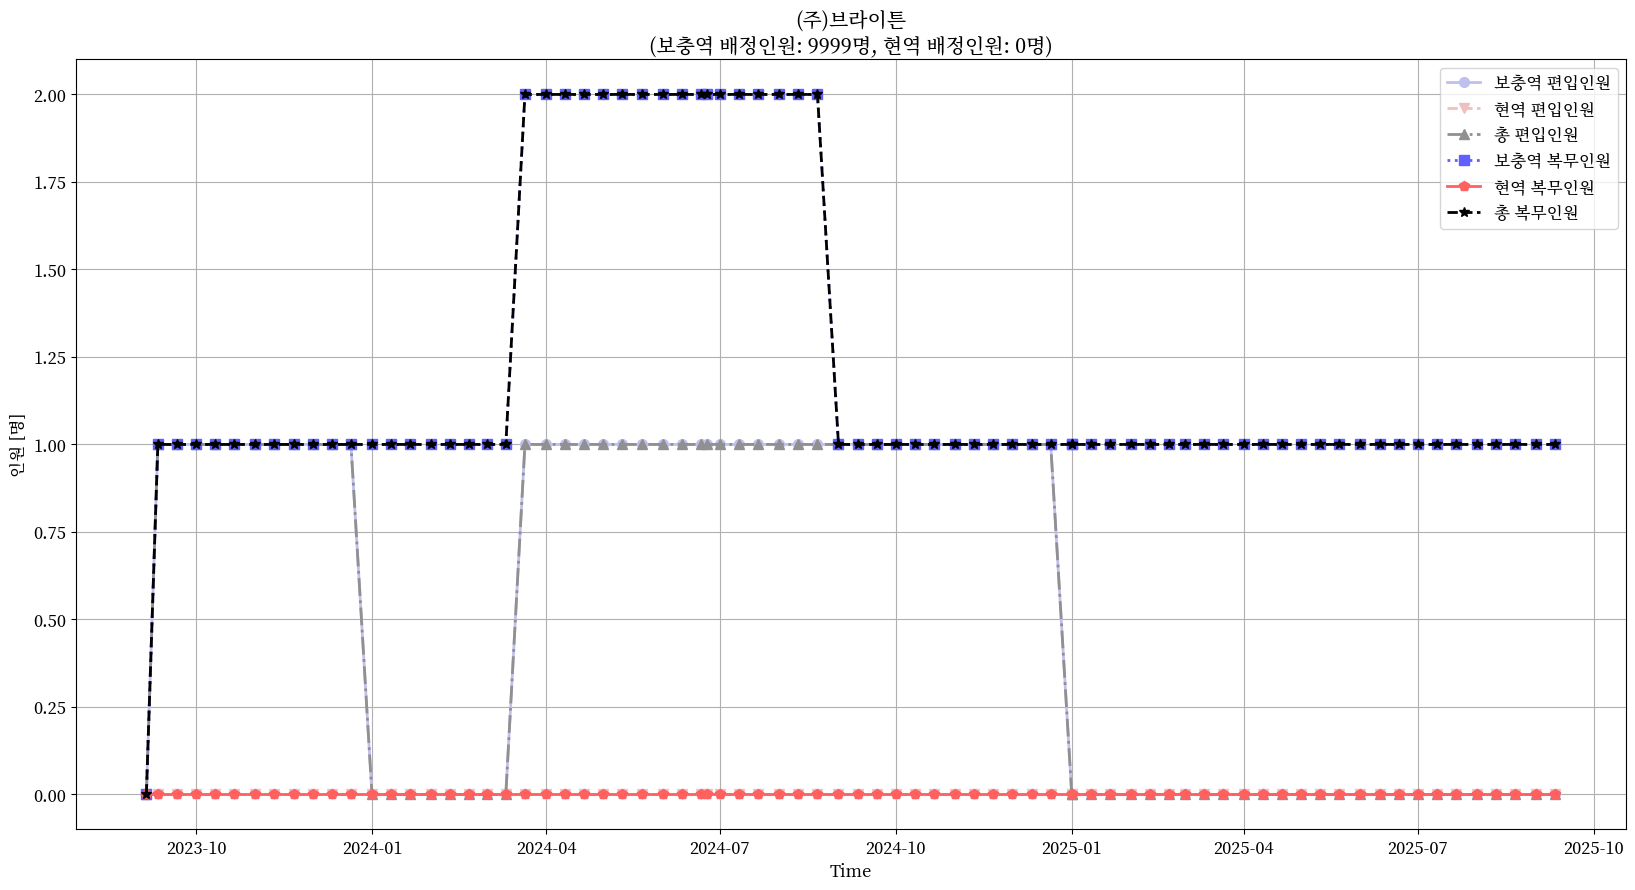 (주)브라이튼
(보충역 배정인원: 9999명, 현역 배정인원: 0명)
보충역 편입인원
현역 편입인원
총 편입인원
보충역 복무인원
현역 복무인원
총 복무인원
2.00
1.75
1.50
1.25
1.00
0.75
0.50
0.25
0.00
인원 [명]
2023-10
2024-01
2024-04
2024-07
2024-10
2025-01
2025-04
2025-07
2025-10
Time